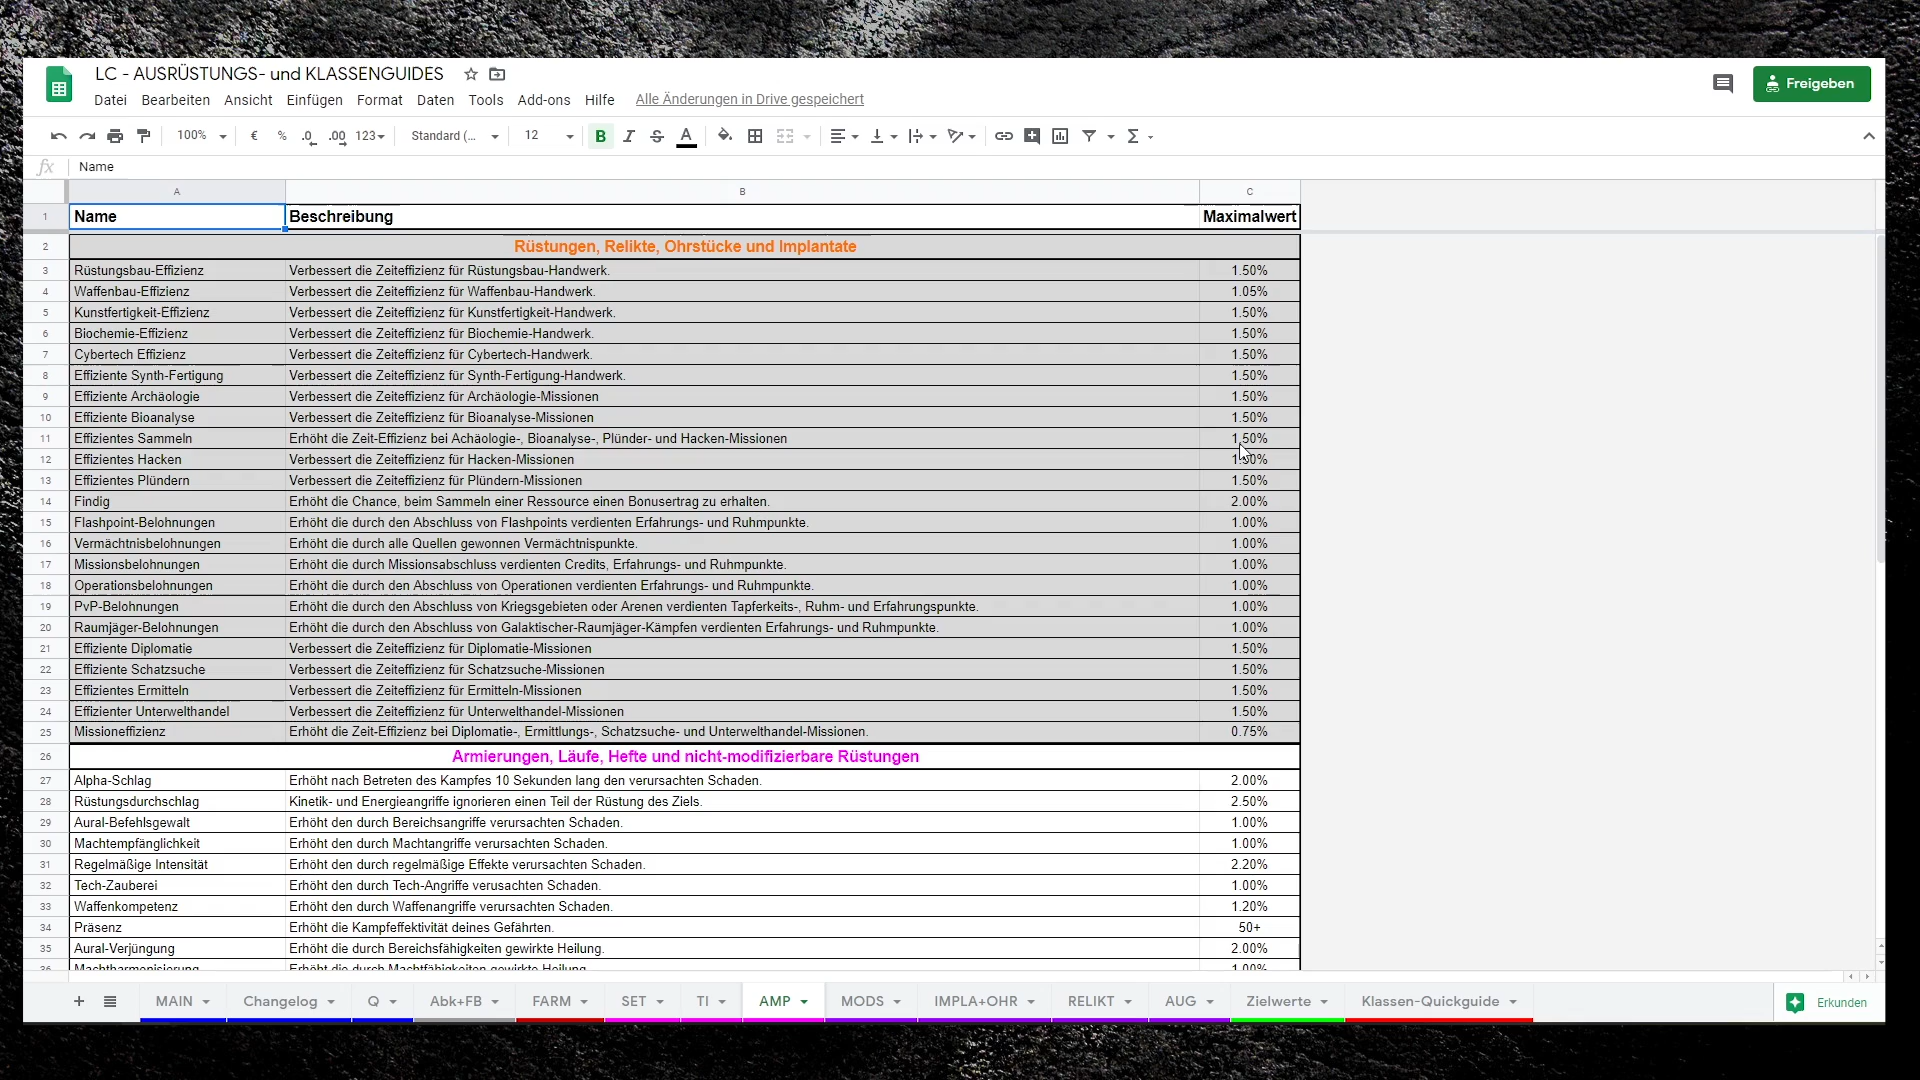 LC - AUSRÜSTUNGS- und KLASSENGUIDES
Freigeben
Datei Bearbeiten Ansicht Einfügen Format Daten Tools Add-ons Hilfe Alle Änderungen in Drive gespeichert
100% € % .0 .00 123 Standard (... 12 B I S A Σ
fx Name
A B C
1 Name Beschreibung Maximalwert
2 Rüstungen, Relikte, Ohrstücke und Implantate
3 Rüstungsbau-Effizienz Verbessert die Zeiteffizienz für Rüstungsbau-Handwerk. 1.50%
4 Waffenbau-Effizienz Verbessert die Zeiteffizienz für Waffenbau-Handwerk. 1.05%
5 Kunstfertigkeit-Effizienz Verbessert die Zeiteffizienz für Kunstfertigkeit-Handwerk. 1.50%
6 Biochemie-Effizienz Verbessert die Zeiteffizienz für Biochemie-Handwerk. 1.50%
7 Cybertech Effizienz Verbessert die Zeiteffizienz für Cybertech-Handwerk. 1.50%
8 Effiziente Synth-Fertigung Verbessert die Zeiteffizienz für Synth-Fertigung-Handwerk. 1.50%
9 Effiziente Archäologie Verbessert die Zeiteffizienz für Archäologie-Missionen 1.50%
10 Effiziente Bioanalyse Verbessert die Zeiteffizienz für Bioanalyse-Missionen 1.50%
11 Effizientes Sammeln Erhöht die Zeit-Effizienz bei Achäologie-, Bioanalyse-, Plünder- und Hacken-Missionen 1.50%
12 Effizientes Hacken Verbessert die Zeiteffizienz für Hacken-Missionen 1.50%
13 Effizientes Plündern Verbessert die Zeiteffizienz für Plündern-Missionen 1.50%
14 Findig Erhöht die Chance, beim Sammeln einer Ressource einen Bonusertrag zu erhalten. 2.00%
15 Flashpoint-Belohnungen Erhöht die durch den Abschluss von Flashpoints verdienten Erfahrungs- und Ruhmpunkte. 1.00%
16 Vermächtnisbelohnungen Erhöht die durch alle Quellen gewonnen Vermächtnispunkte. 1.00%
17 Missionsbelohnungen Erhöht die durch Missionsabschluss verdienten Credits, Erfahrungs- und Ruhmpunkte. 1.00%
18 Operationsbelohnungen Erhöht die durch den Abschluss von Operationen verdienten Erfahrungs- und Ruhmpunkte. 1.00%
19 PvP-Belohnungen Erhöht die durch den Abschluss von Kriegsgebieten oder Arenen verdienten Tapferkeits-, Ruhm- und Erfahrungspunkte. 1.00%
20 Raumjäger-Belohnungen Erhöht die durch den Abschluss von Galaktischer-Raumjäger-Kämpfen verdienten Erfahrungs- und Ruhmpunkte. 1.00%
21 Effiziente Diplomatie Verbessert die Zeiteffizienz für Diplomatie-Missionen 1.50%
22 Effiziente Schatzsuche Verbessert die Zeiteffizienz für Schatzsuche-Missionen 1.50%
23 Effizientes Ermitteln Verbessert die Zeiteffizienz für Ermitteln-Missionen 1.50%
24 Effizienter Unterwelthandel Verbessert die Zeiteffizienz für Unterwelthandel-Missionen 1.50%
25 Missioneffizienz Erhöht die Zeit-Effizienz bei Diplomatie-, Ermittlungs-, Schatzsuche- und Unterwelthandel-Missionen. 0.75%
26 Armierungen, Läufe, Hefte und nicht-modifizierbare Rüstungen
27 Alpha-Schlag Erhöht nach Betreten des Kampfes 10 Sekunden lang den verursachten Schaden. 2.00%
28 Rüstungsdurchschlag Kinetik- und Energieangriffe ignorieren einen Teil der Rüstung des Ziels. 2.50%
29 Aural-Befehlsgewalt Erhöht den durch Bereichsangriffe verursachten Schaden. 1.00%
30 Machtempfänglichkeit Erhöht den durch Machtangriffe verursachten Schaden. 1.00%
31 Regelmäßige Intensität Erhöht den durch regelmäßige Effekte verursachten Schaden. 2.20%
32 Tech-Zauberei Erhöht den durch Tech-Angriffe verusachten Schaden. 1.00%
33 Waffenkompetenz Erhöht den durch Waffenangriffe verursachten Schaden. 1.20%
34 Präsenz Erhöht die Kampfeffektivität deines Gefährten. 50+
35 Aural-Verjüngung Erhöht die durch Bereichsfähigkeiten gewirkte Heilung. 2.00%
36 Machtharmonisierung Erhöht die durch Machtfähigkeiten gewirkte Heilung. 1.00%
MAIN Changelog Q Abk+FB FARM SET TI AMP MODS IMPLA+OHR RELIKT AUG Zielwerte Klassen-Quickguide Erkunden